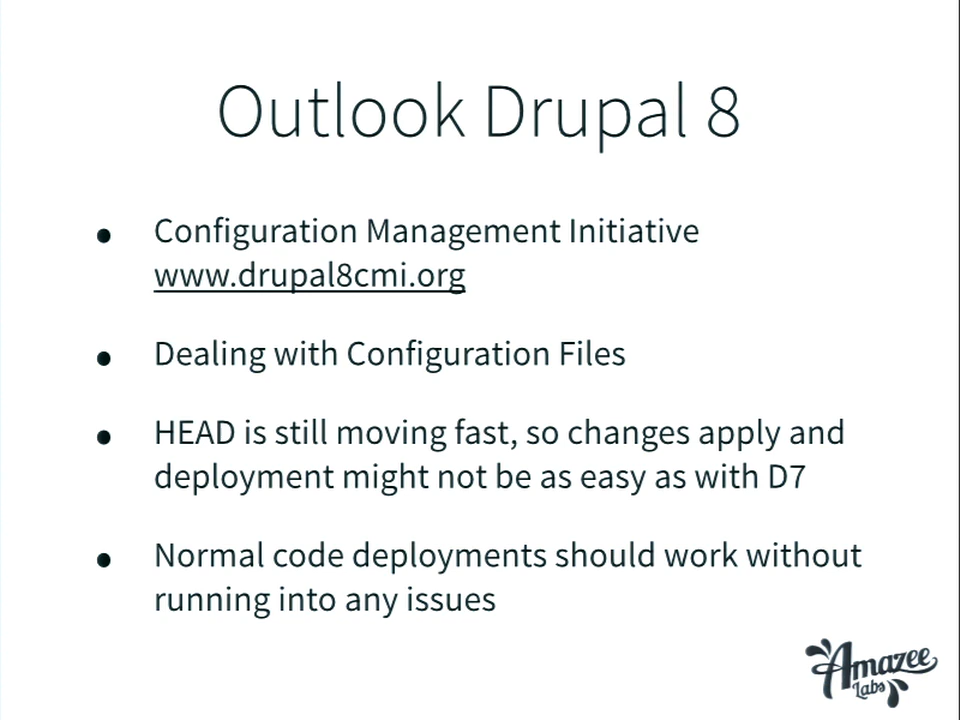 Outlook Drupal 8
• Configuration Management Initiative
www.drupal8cmi.org
• Dealing with Configuration Files
• HEAD is still moving fast, so changes apply and
deployment might not be as easy as with D7
• Normal code deployments should work without
running into any issues
Amazee
Labs